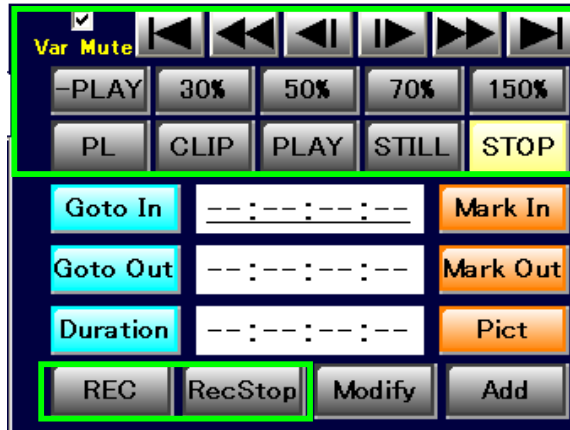 Var Mute
-PLAY 30% 50% 70% 150%
PL CLIP PLAY STILL STOP
Goto In --:--:--:-- Mark In
Goto Out --:--:--:-- Mark Out
Duration --:--:--:-- Pict
REC RecStop Modify Add